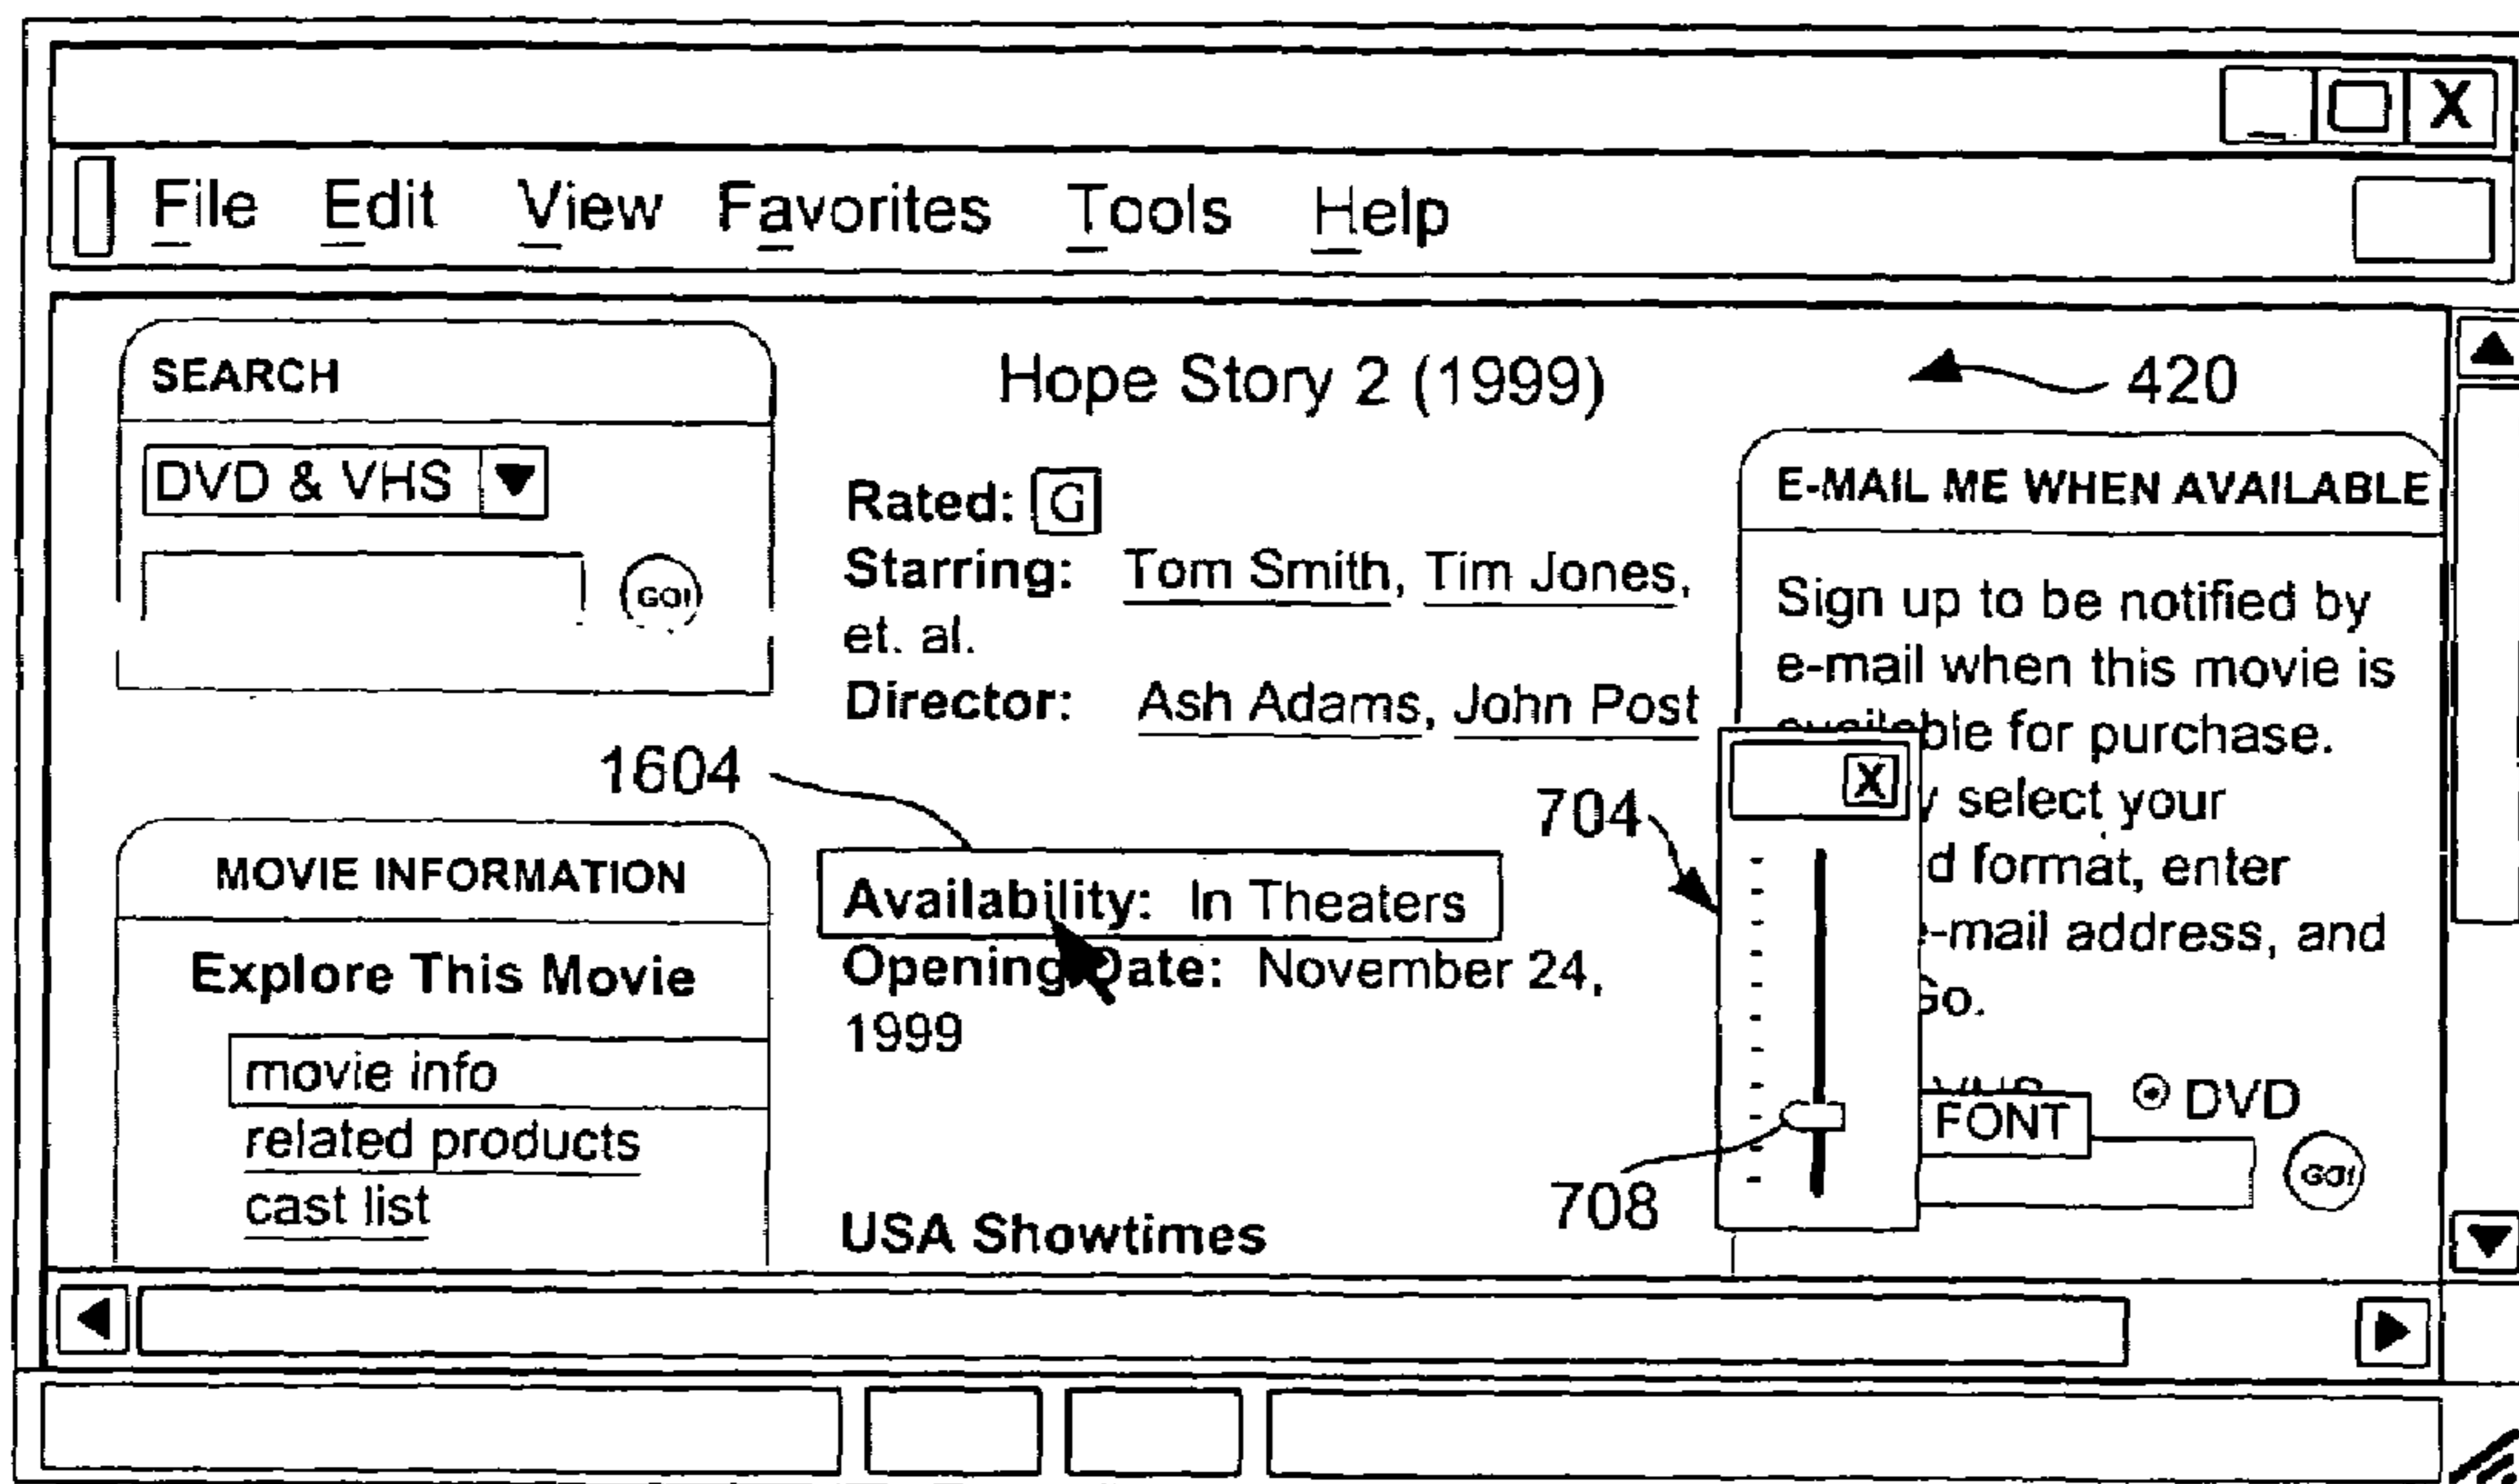 X
File Edit View Favorites Tools Help
SEARCH
DVD & VHS
GO!
Hope Story 2 (1999)
420
Rated: G
Starring: Tom Smith, Tim Jones,
et. al.
Director: Ash Adams, John Post
1604
Availability: In Theaters
Opening Date: November 24,
1999
USA Showtimes
MOVIE INFORMATION
Explore This Movie
movie info
related products
cast list
E-MAIL ME WHEN AVAILABLE
Sign up to be notified by
e-mail when this movie is
available for purchase.
select your
d format, enter
-mail address, and
Go.
VHS DVD
FONT
GO!
X
704
708